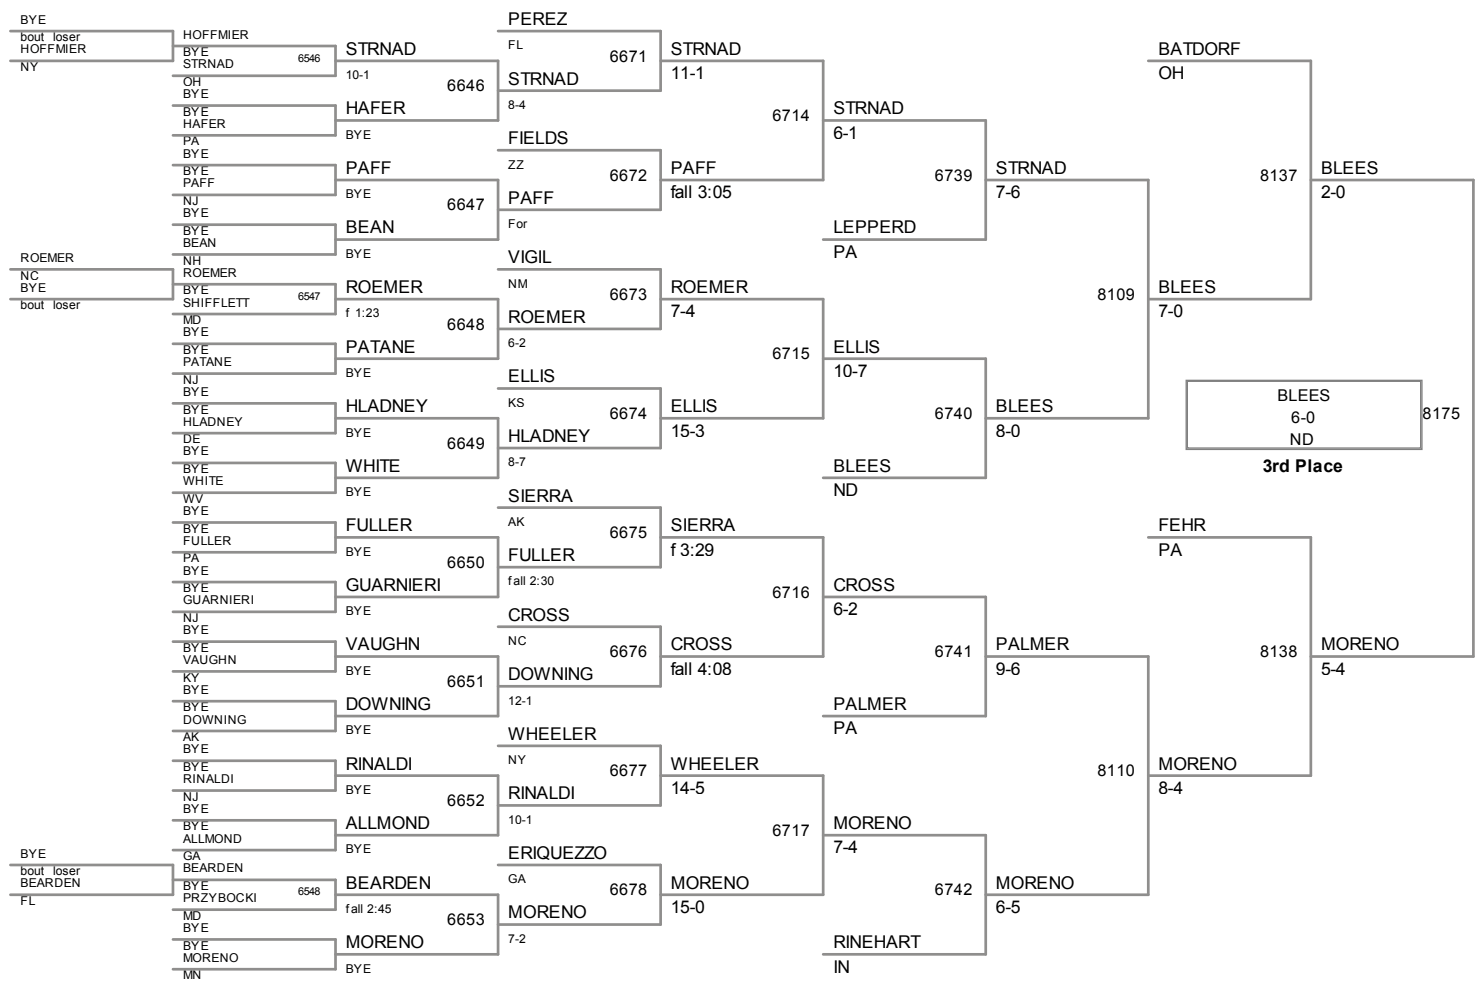 BYE
bout loser
HOFFMIER
NY
ROEMER
NC
BYE
bout loser
BYE
bout loser
BEARDEN
FL
HOFFMIER
BYE
STRNAD
6546
OH
BYE
BYE
HAFER
PA
BYE
BYE
PAFF
NJ
BYE
BYE
BEAN
NH
ROEMER
BYE
SHIFFLETT
6547
MD
BYE
BYE
PATANE
NJ
BYE
BYE
HLADNEY
DE
BYE
BYE
WHITE
WV
BYE
BYE
FULLER
PA
BYE
BYE
GUARNIERI
NJ
BYE
BYE
VAUGHN
KY
BYE
BYE
DOWNING
AK
BYE
BYE
RINALDI
NJ
BYE
BYE
ALLMOND
GA
BEARDEN
BYE
PRZYBOCKI
6548
MD
BYE
BYE
MORENO
MN
STRNAD
10-1
6646
HAFER
BYE
PAFF
BYE
6647
BEAN
BYE
ROEMER
f 1:23
6648
PATANE
BYE
HLADNEY
BYE
6649
WHITE
BYE
FULLER
BYE
6650
GUARNIERI
BYE
VAUGHN
BYE
6651
DOWNING
BYE
RINALDI
BYE
6652
ALLMOND
BYE
BEARDEN
fall 2:45
6653
MORENO
BYE
PEREZ
FL
6671
STRNAD
8-4
FIELDS
ZZ
6672
PAFF
For
VIGIL
NM
6673
ROEMER
6-2
ELLIS
KS
6674
HLADNEY
8-7
SIERRA
AK
6675
FULLER
fall 2:30
CROSS
NC
6676
DOWNING
12-1
WHEELER
NY
6677
RINALDI
10-1
ERIQUEZZO
GA
6678
MORENO
7-2
STRNAD
11-1
6714
PAFF
fall 3:05
ROEMER
7-4
6715
ELLIS
15-3
SIERRA
f 3:29
6716
CROSS
fall 4:08
WHEELER
14-5
6717
MORENO
15-0
STRNAD
6-1
6739
LEPPERD
PA
ELLIS
10-7
6740
BLEES
ND
CROSS
6-2
6741
PALMER
PA
MORENO
7-4
6742
RINEHART
IN
STRNAD
7-6
8109
BLEES
8-0
PALMER
9-6
8110
MORENO
6-5
BATDORF
OH
8137
BLEES
7-0
FEHR
PA
8138
MORENO
8-4
BLEES
2-0
BLEES
6-0
ND
8175
3rd Place
MORENO
5-4